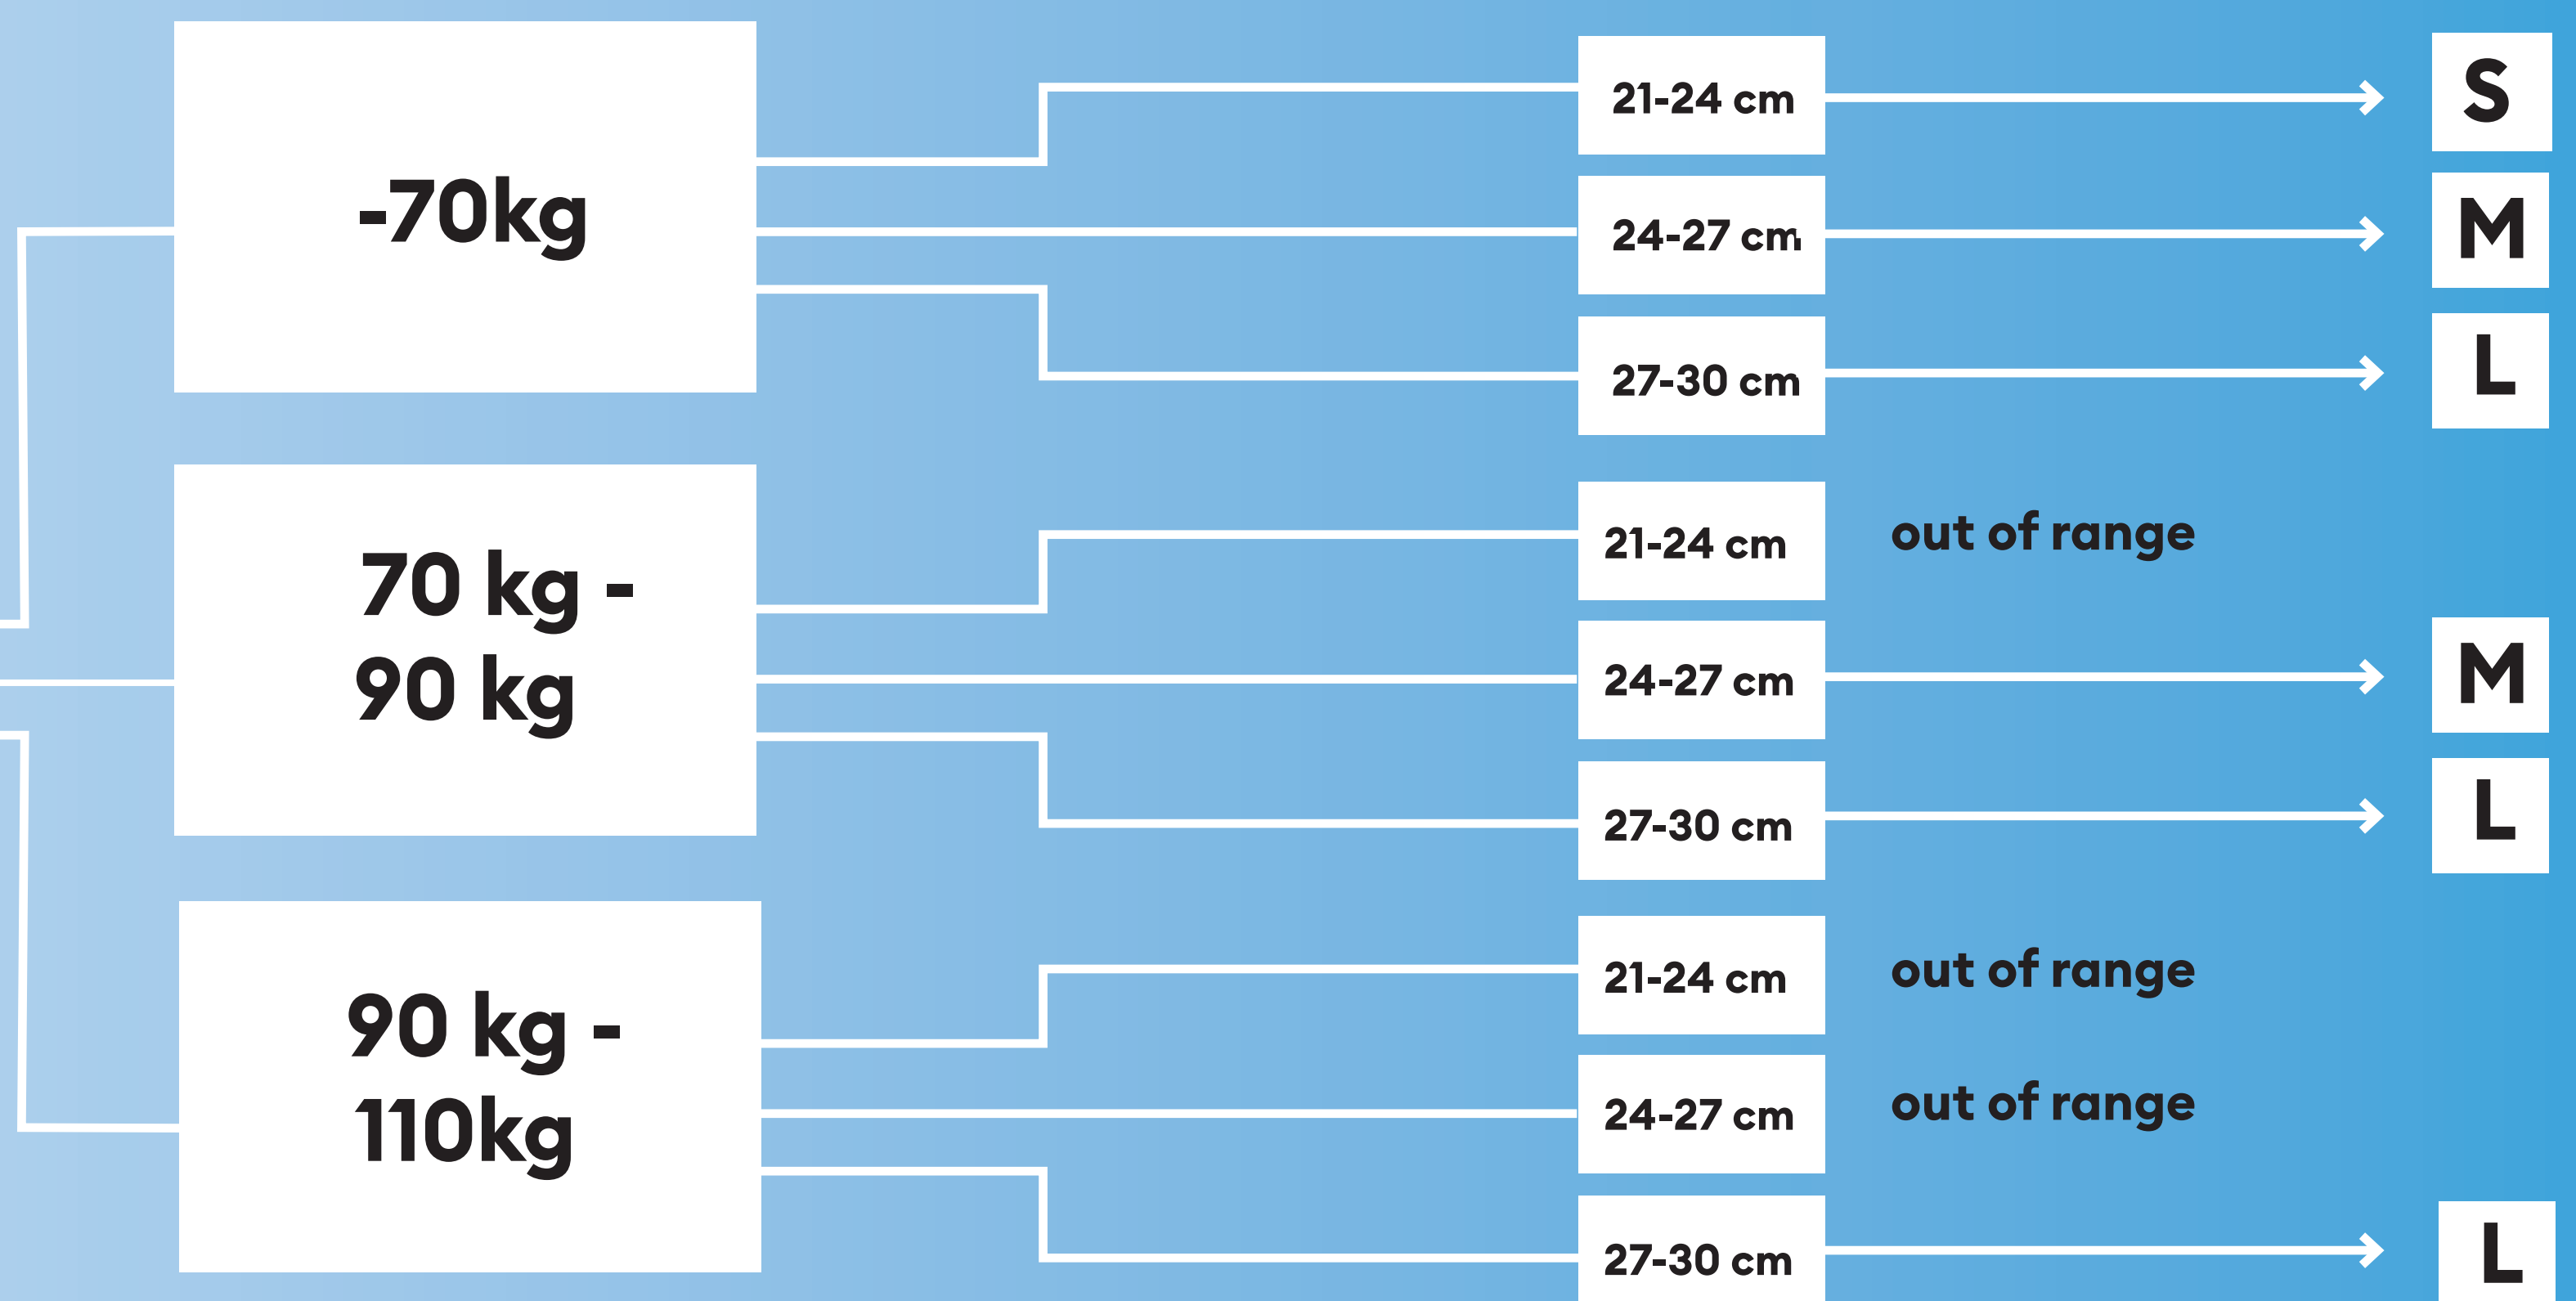 -70kg
21-24 cm
S
24-27 cm
M
27-30 cm
L
70 kg -
90 kg
21-24 cm
out of range
24-27 cm
M
27-30 cm
L
90 kg -
110kg
21-24 cm
out of range
24-27 cm
out of range
27-30 cm
L